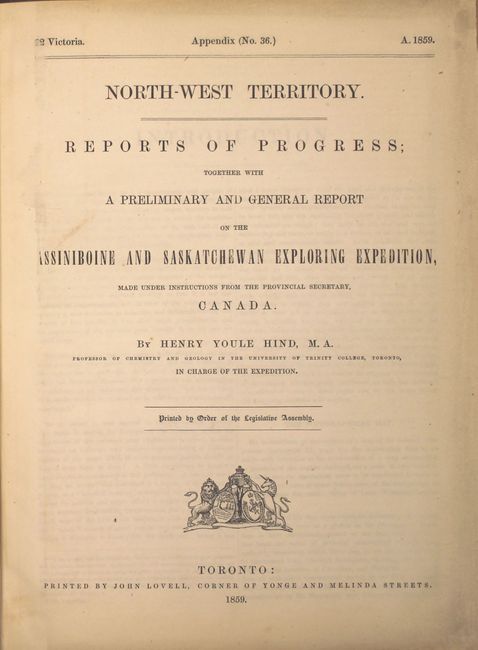 22 Victoria. Appendix (No. 36.) A. 1859.
NORTH-WEST TERRITORY.
REPORTS OF PROGRESS;
TOGETHER WITH
A PRELIMINARY AND GENERAL REPORT
ON THE
ASSINIBOINE AND SASKATCHEWAN EXPLORING EXPEDITION,
MADE UNDER INSTRUCTIONS FROM THE PROVINCIAL SECRETARY,
CANADA.
BY HENRY YOULE HIND, M.A.
PROFESSOR OF CHEMISTRY AND GEOLOGY IN THE UNIVERSITY OF TRINITY COLLEGE, TORONTO,
IN CHARGE OF THE EXPEDITION.
Printed by Order of the Legislative Assembly.
TORONTO:
PRINTED BY JOHN LOVELL, CORNER OF YONGE AND MELINDA STREETS.
1859.